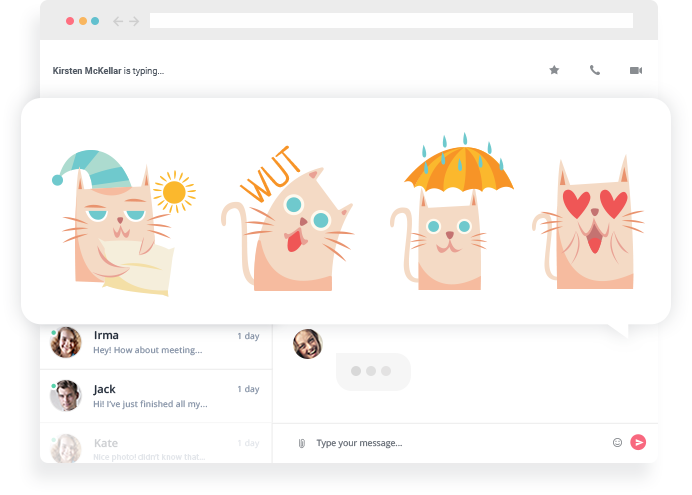 Kirsten McKellar is typing...
WUT
Irma
1 day
Hey! How about meeting...
Jack
1 day
Hi! I've just finished all my...
Kate
1 day
Nice photo! didn't know that...
Type your message...